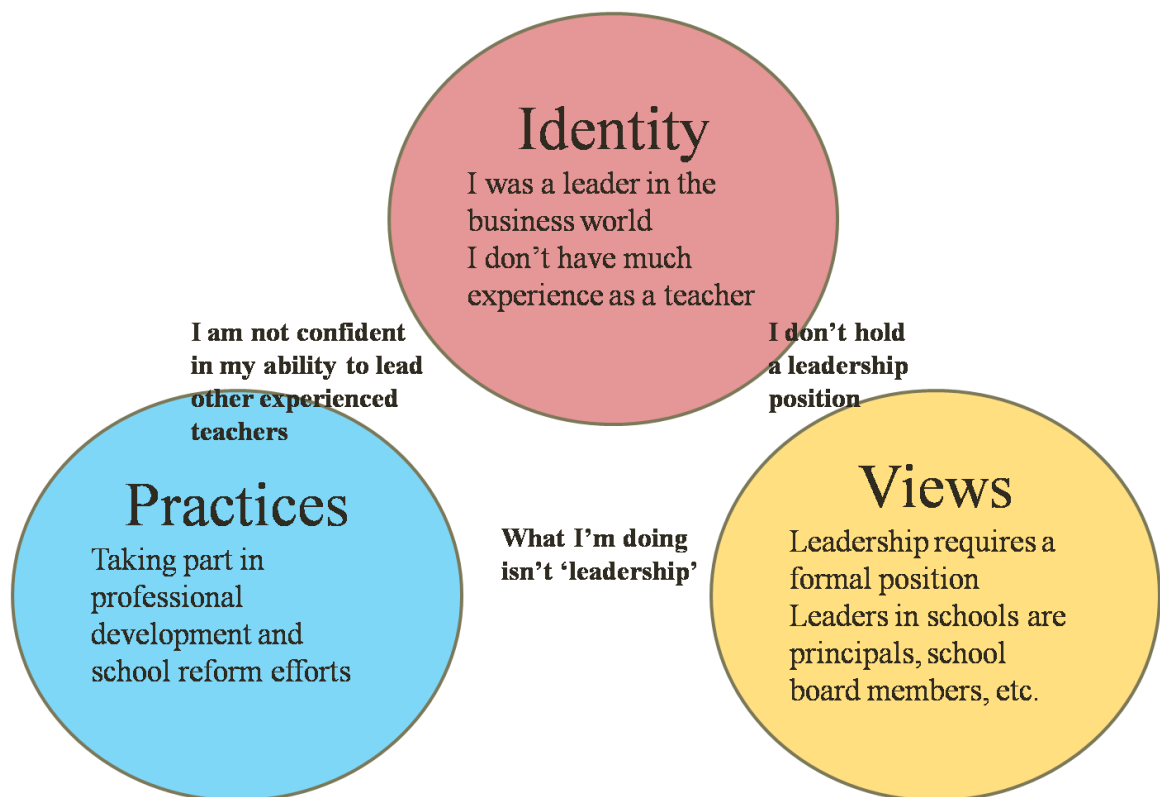 Identity
I was a leader in the
business world
I don’t have much
experience as a teacher
I am not confident
in my ability to lead
other experienced
teachers
I don’t hold
a leadership
position
Practices
Taking part in
professional
development and
school reform efforts
What I’m doing
isn’t ‘leadership’
Views
Leadership requires a
formal position
Leaders in schools are
principals, school
board members, etc.